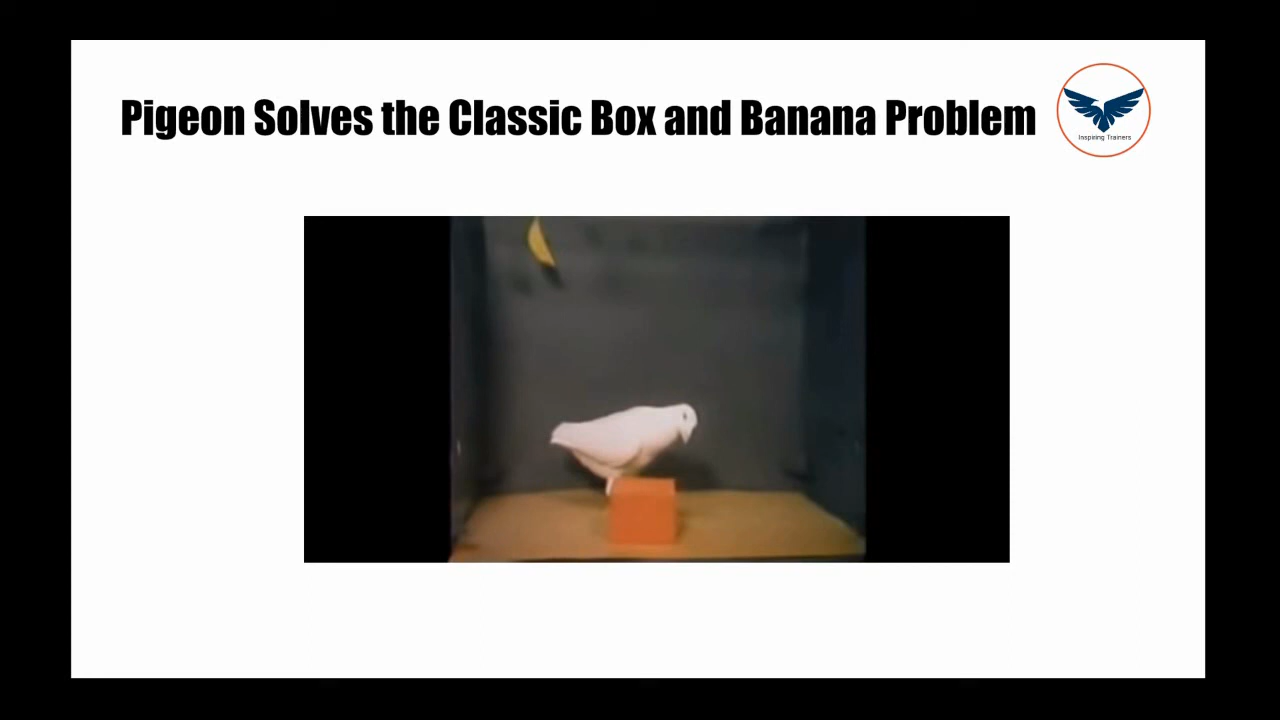 Pigeon Solves the Classic Box and Banana Problem
Inspiring Trainers